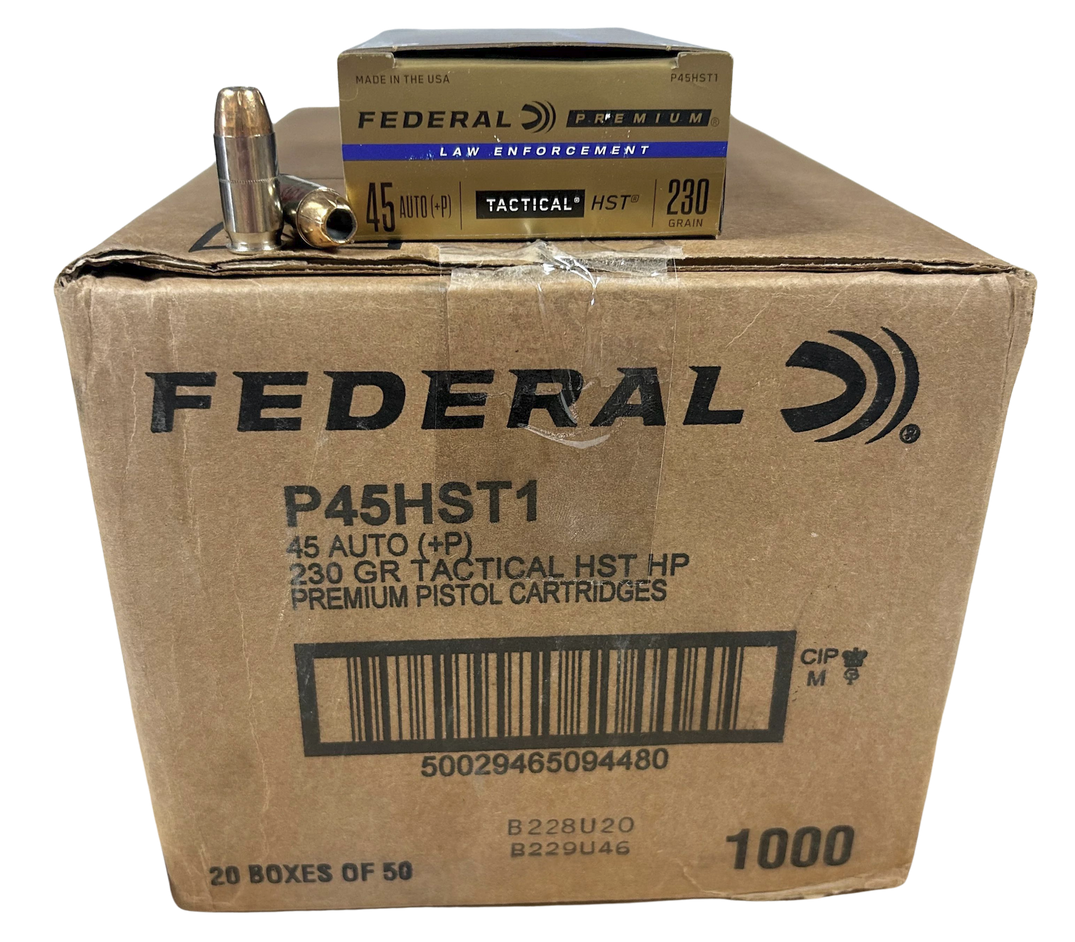 MADE IN THE USA P45HST1
FEDERAL PREMIUM®
LAW ENFORCEMENT
45 AUTO (+P) TACTICAL® HST® 230 GRAIN
FEDERAL ®
P45HST1
45 AUTO (+P)
230 GR TACTICAL HST HP
PREMIUM PISTOL CARTRIDGES
CIP
M
50029465094480
B228U20
B229U46
20 BOXES OF 50
1000